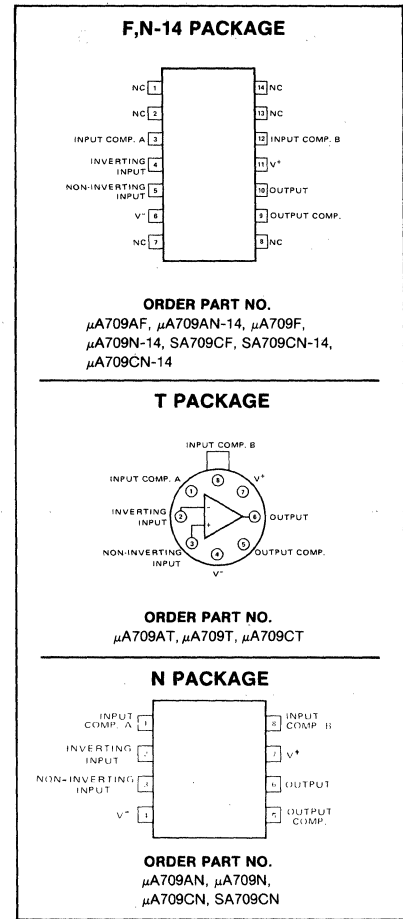 F,N-14 PACKAGE
NC 1
14 NC
NC 2
13 NC
INPUT COMP. A 3
12 INPUT COMP. B
INVERTING
INPUT 4
11 V+
NON-INVERTING
INPUT 5
10 OUTPUT
V- 6
9 OUTPUT COMP.
NC 7
8 NC
ORDER PART NO.
μA709AF, μA709AN-14, μA709F,
μA709N-14, SA709CF, SA709CN-14,
μA709CN-14
T PACKAGE
INPUT COMP. B
INPUT COMP. A
1
8
7
V+
INVERTING
INPUT
2
-
+
6
OUTPUT
NON-INVERTING
INPUT
3
4
5
OUTPUT COMP.
V-
ORDER PART NO.
μA709AT, μA709T, μA709CT
N PACKAGE
INPUT
COMP. A 1
8 INPUT
COMP. B
INVERTING
INPUT 2
7 V+
NON-INVERTING
INPUT 3
6 OUTPUT
V- 4
5 OUTPUT
COMP.
ORDER PART NO.
μA709AN, μA709N,
μA709CN, SA709CN